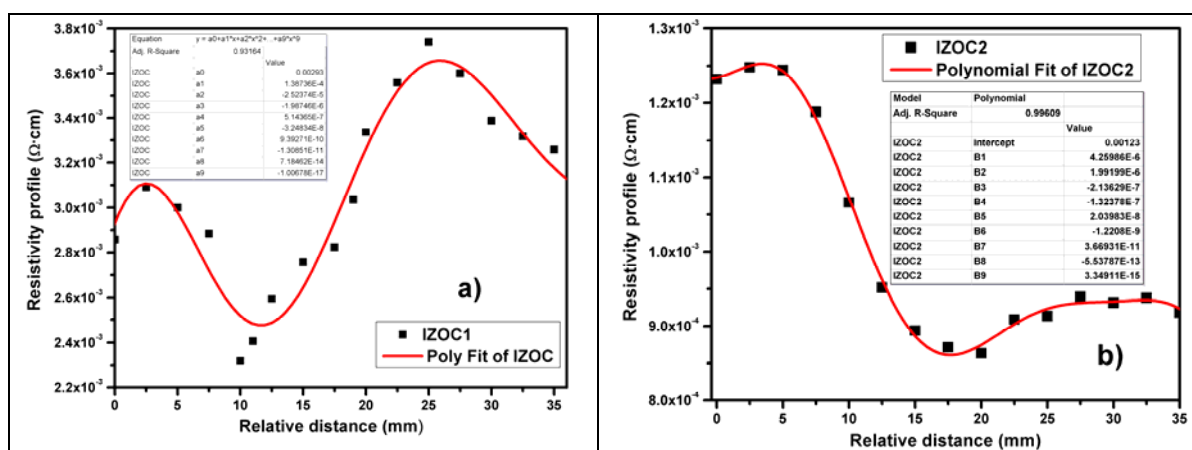 3.8x10⁻³
3.6x10⁻³
3.4x10⁻³
3.2x10⁻³
3.0x10⁻³
2.8x10⁻³
2.6x10⁻³
2.4x10⁻³
2.2x10⁻³
Resistivity profile (Ω·cm)
Equation y = a0+a1*x+a2*x^2+ ..+a9*x^9
Adj. R-Square 0.93164
Value
IZOC a0 0.00293
IZOC a1 1.38736E-4
IZOC a2 -2.52374E-5
IZOC a3 -1.98746E-6
IZOC a4 5.14365E-7
IZOC a5 -3.24834E-8
IZOC a6 9.39271E-10
IZOC a7 -1.30851E-11
IZOC a8 7.18462E-14
IZOC a9 -1.00678E-17
a)
IZOC1
Poly Fit of IZOC
0 5 10 15 20 25 30 35
Relative distance (mm)
1.3x10⁻³
1.2x10⁻³
1.1x10⁻³
1.0x10⁻³
9.0x10⁻⁴
8.0x10⁻⁴
Resistivity profile (Ω·cm)
IZOC2
Polynomial Fit of IZOC2
Model Polynomial
Adj. R-Square 0.99609
Value
IZOC2 Intercept 0.00123
IZOC2 B1 4.25986E-6
IZOC2 B2 1.99199E-6
IZOC2 B3 -2.13629E-7
IZOC2 B4 -1.32378E-7
IZOC2 B5 2.03983E-8
IZOC2 B6 -1.2208E-9
IZOC2 B7 3.66931E-11
IZOC2 B8 -5.53787E-13
IZOC2 B9 3.34911E-15
b)
0 5 10 15 20 25 30 35
Relative distance (mm)